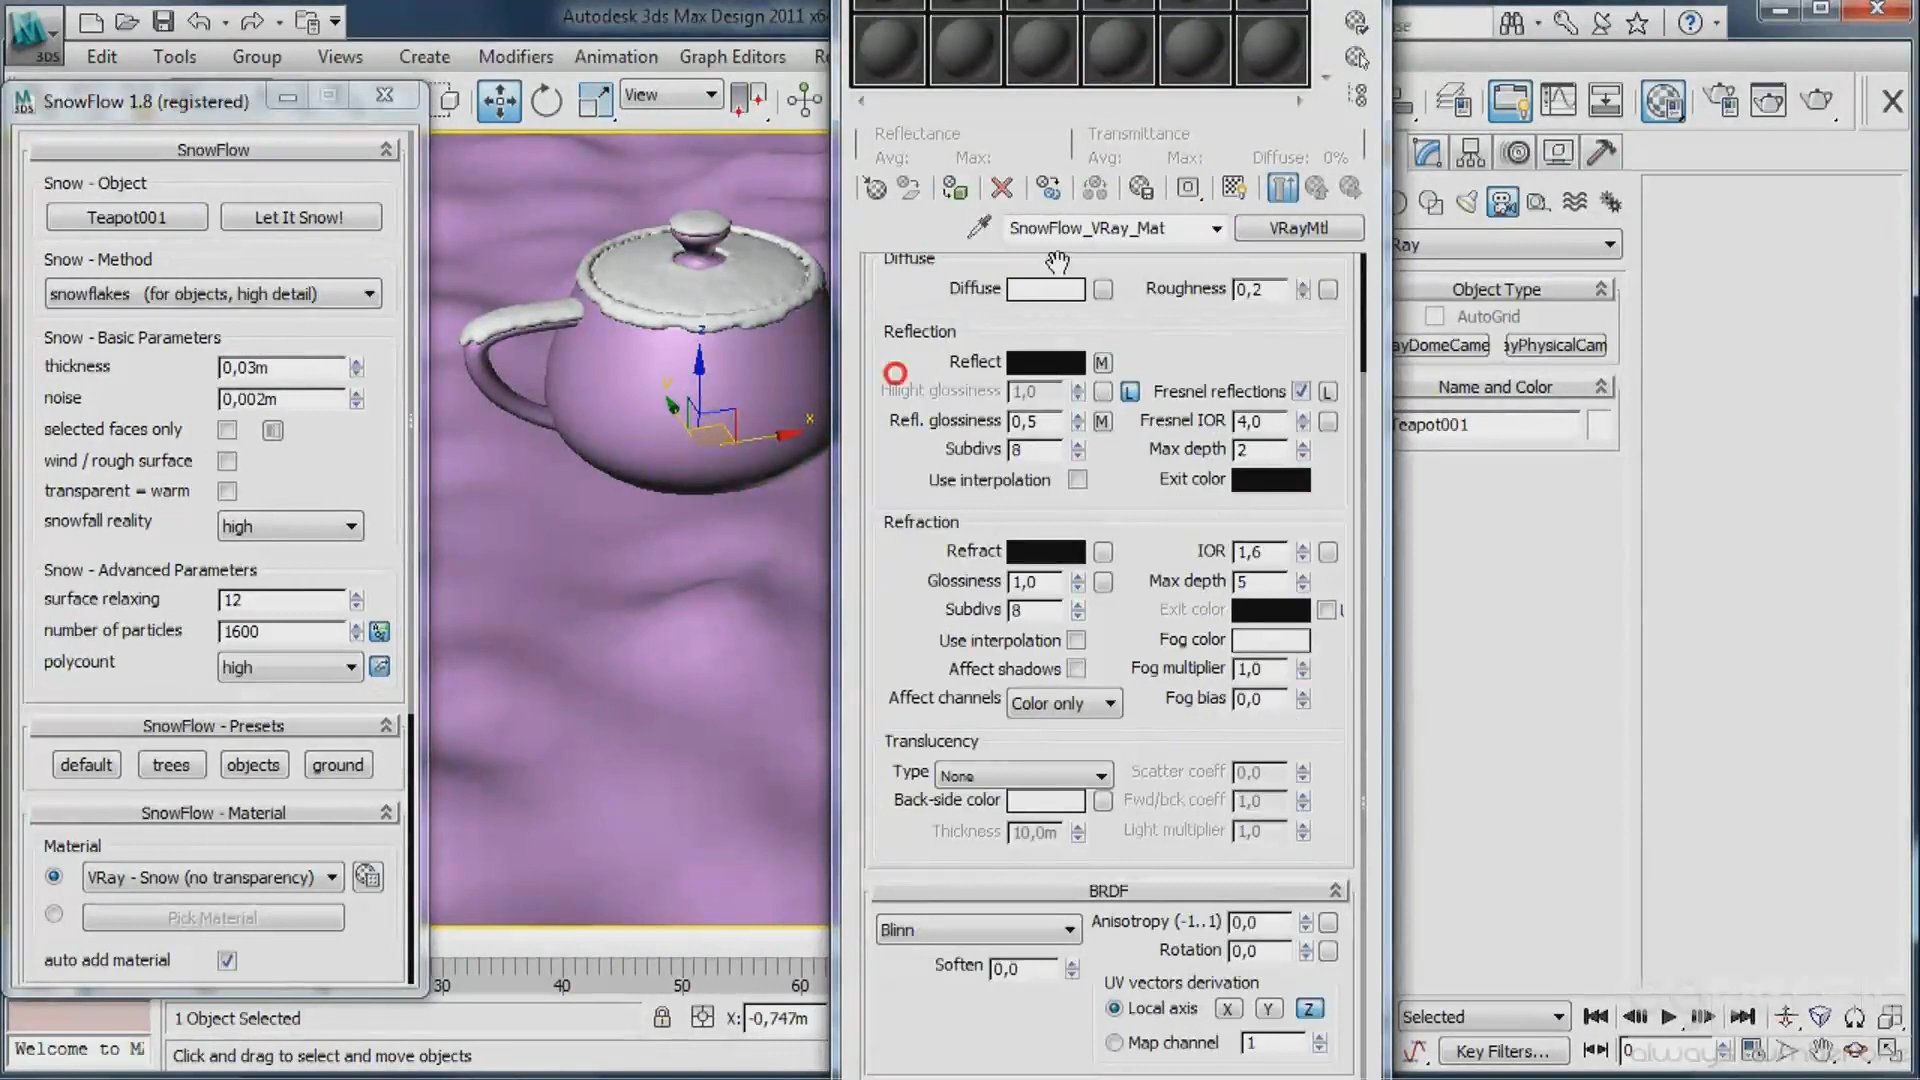 Autodesk 3ds Max Design 2011 x6
3DS
Edit Tools Group Views Create Modifiers Animation Graph Editors
SnowFlow 1.8 (registered)
View
SnowFlow
Snow - Object
Teapot001 Let It Snow!
Snow - Method
snowflakes (for objects, high detail)
Snow - Basic Parameters
thickness 0,03m
noise 0,002m
selected faces only
wind / rough surface
transparent = warm
snowfall reality high
Snow - Advanced Parameters
surface relaxing 12
number of particles 1600
polycount high
SnowFlow - Presets
default trees objects ground
SnowFlow - Material
Material
VRay - Snow (no transparency)
Pick Material
auto add material
z
y
x
30 40 50 60
1 Object Selected X: -0,747m
Welcome to M
Click and drag to select and move objects
Reflectance Transmittance
Avg: Max: Avg: Max: Diffuse: 0%
SnowFlow_VRay_Mat VRayMtl
Diffuse
Diffuse Roughness 0,2
Reflection
Reflect M
Hilight glossiness 1,0 L Fresnel reflections L
Refl. glossiness 0,5 M Fresnel IOR 4,0
Subdivs 8 Max depth 2
Use interpolation Exit color
Refraction
Refract IOR 1,6
Glossiness 1,0 Max depth 5
Subdivs 8 Exit color
Use interpolation Fog color
Affect shadows Fog multiplier 1,0
Affect channels Color only Fog bias 0,0
Translucency
Type None Scatter coeff 0,0
Back-side color Fwd/bck coeff 1,0
Thickness 10,0m Light multiplier 1,0
BRDF
Blinn Anisotropy (-1..1) 0,0
Rotation 0,0
Soften 0,0
UV vectors derivation
Local axis X Y Z
Map channel 1
se
Ray
Object Type
AutoGrid
ayDomeCame yPhysicalCam
Name and Color
Teapot001
Selected
Key Filters... 0